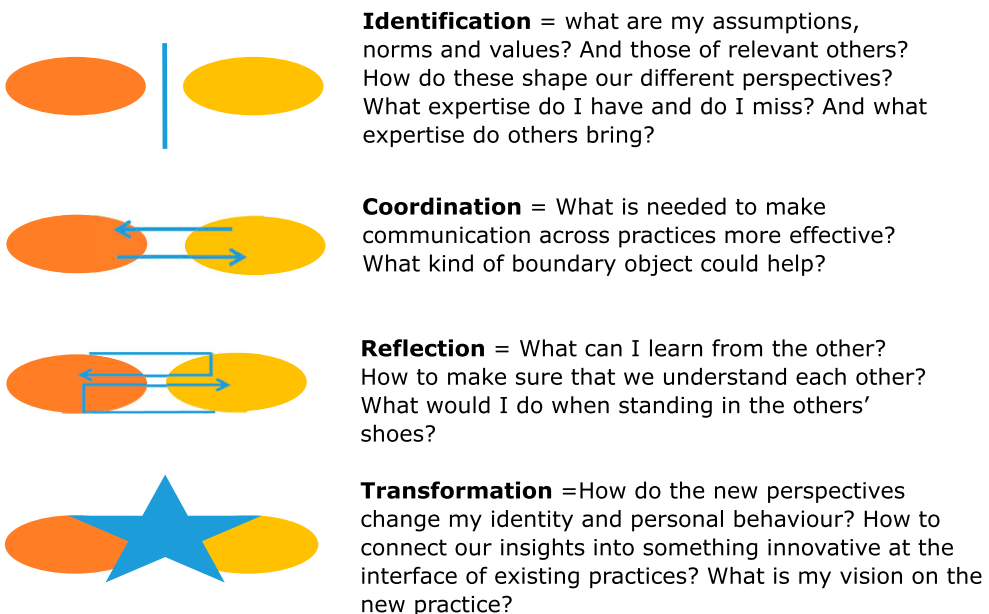 Identification = what are my assumptions,
norms and values? And those of relevant others?
How do these shape our different perspectives?
What expertise do I have and do I miss? And what
expertise do others bring?
Coordination = What is needed to make
communication across practices more effective?
What kind of boundary object could help?
Reflection = What can I learn from the other?
How to make sure that we understand each other?
What would I do when standing in the others’
shoes?
Transformation =How do the new perspectives
change my identity and personal behaviour? How to
connect our insights into something innovative at the
interface of existing practices? What is my vision on the
new practice?